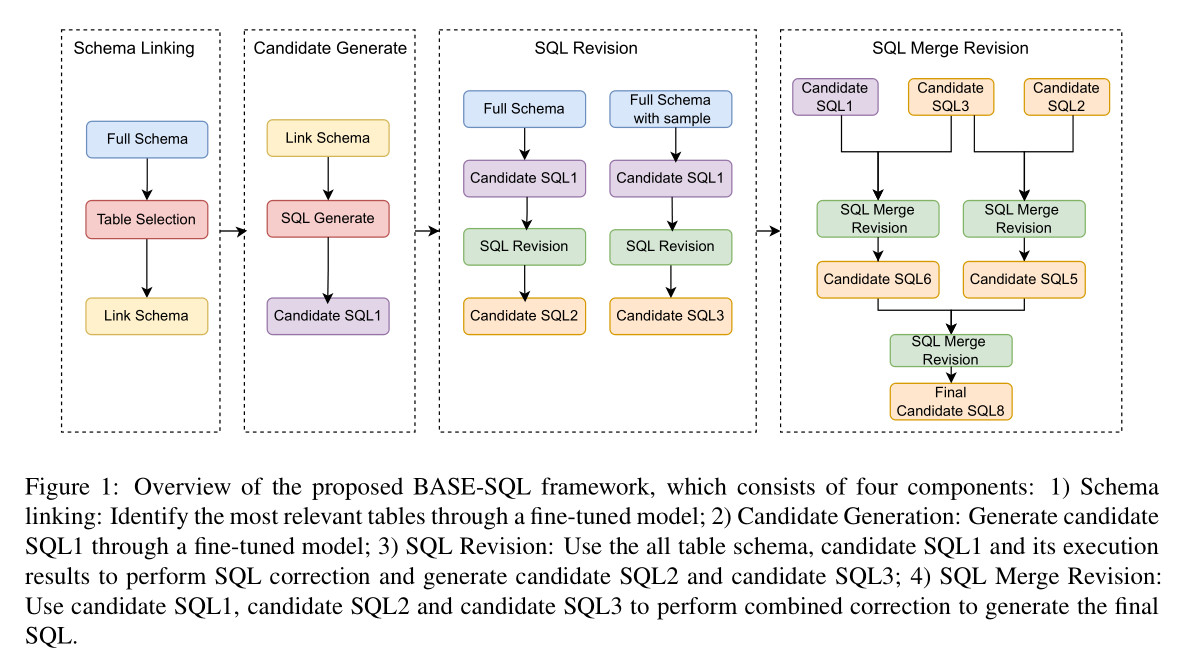 Schema Linking
Full Schema
Table Selection
Link Schema
Candidate Generate
Link Schema
SQL Generate
Candidate SQL1
SQL Revision
Full Schema
Candidate SQL1
SQL Revision
Candidate SQL2
Full Schema
with sample
Candidate SQL1
SQL Revision
Candidate SQL3
SQL Merge Revision
Candidate
SQL1
Candidate
SQL3
Candidate
SQL2
SQL Merge
Revision
SQL Merge
Revision
Candidate SQL6
Candidate SQL5
SQL Merge
Revision
Final
Candidate SQL8
Figure 1: Overview of the proposed BASE-SQL framework, which consists of four components: 1) Schema
linking: Identify the most relevant tables through a fine-tuned model; 2) Candidate Generation: Generate candidate
SQL1 through a fine-tuned model; 3) SQL Revision: Use the all table schema, candidate SQL1 and its execution
results to perform SQL correction and generate candidate SQL2 and candidate SQL3; 4) SQL Merge Revision:
Use candidate SQL1, candidate SQL2 and candidate SQL3 to perform combined correction to generate the final
SQL.